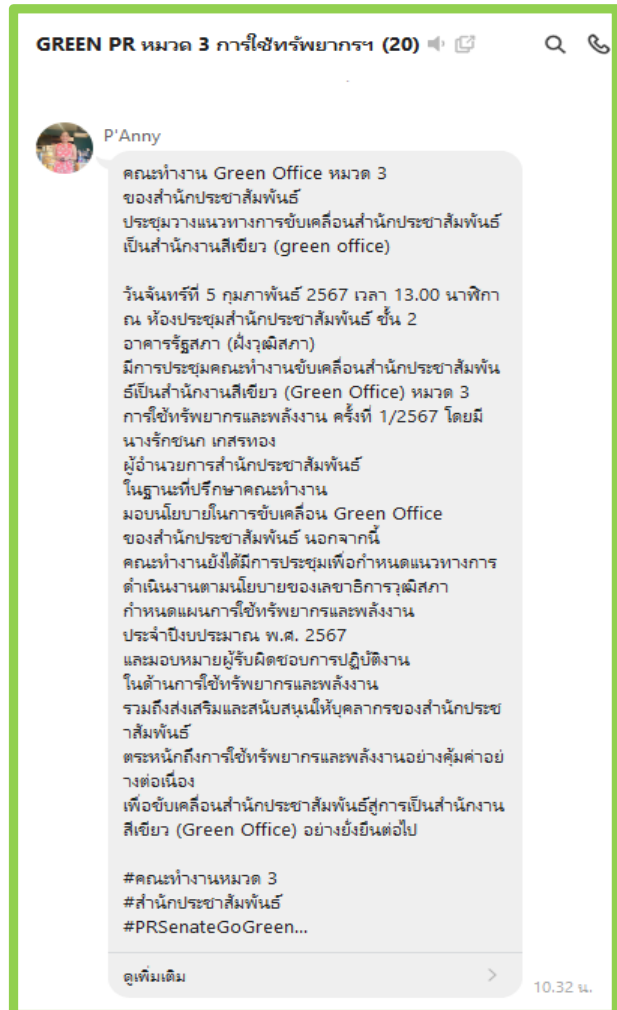 GREEN PR หมวด 3 การใช้ทรัพยากรฯ (20)
P'Anny
คณะทำงาน Green Office หมวด 3
ของสำนักประชาสัมพันธ์
ประชุมวางแนวทางการขับเคลื่อนสำนักประชาสัมพันธ์
เป็นสำนักงานสีเขียว (green office)
วันจันทร์ที่ 5 กุมภาพันธ์ 2567 เวลา 13.00 นาฬิกา
ณ ห้องประชุมสำนักประชาสัมพันธ์ ชั้น 2
อาคารรัฐสภา (ฝั่งวุฒิสภา)
มีการประชุมคณะทำงานขับเคลื่อนสำนักประชาสัมพัน
ธ์เป็นสำนักงานสีเขียว (Green Office) หมวด 3
การใช้ทรัพยากรและพลังงาน ครั้งที่ 1/2567 โดยมี
นางรักชนก เกสรทอง
ผู้อำนวยการสำนักประชาสัมพันธ์
ในฐานะที่ปรึกษาคณะทำงาน
มอบนโยบายในการขับเคลื่อน Green Office
ของสำนักประชาสัมพันธ์ นอกจากนี้
คณะทำงานยังได้มีการประชุมเพื่อกำหนดแนวทางการ
ดำเนินงานตามนโยบายของเลขาธิการวุฒิสภา
กำหนดแผนการใช้ทรัพยากรและพลังงาน
ประจำปีงบประมาณ พ.ศ. 2567
และมอบหมายผู้รับผิดชอบการปฏิบัติงาน
ในด้านการใช้ทรัพยากรและพลังงาน
รวมถึงส่งเสริมและสนับสนุนให้บุคลากรของสำนักประช
าสัมพันธ์
ตระหนักถึงการใช้ทรัพยากรและพลังงานอย่างคุ้มค่าอย่
างต่อเนื่อง
เพื่อขับเคลื่อนสำนักประชาสัมพันธ์สู่การเป็นสำนักงาน
สีเขียว (Green Office) อย่างยั่งยืนต่อไป
#คณะทำงานหมวด 3
#สำนักประชาสัมพันธ์
#PRSenateGoGreen...
ดูเพิ่มเติม
10.32 น.